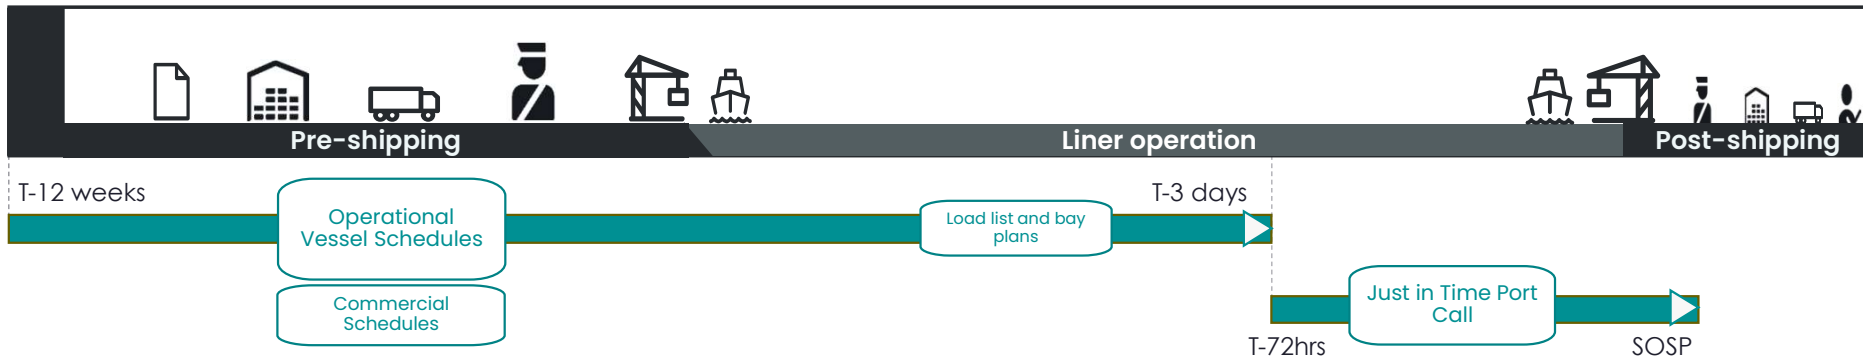 Pre-shipping
Liner operation
Post-shipping
T-12 weeks
T-3 days
Operational
Vessel Schedules
Load list and bay
plans
Commercial
Schedules
Just in Time Port
Call
T-72hrs
SOSP